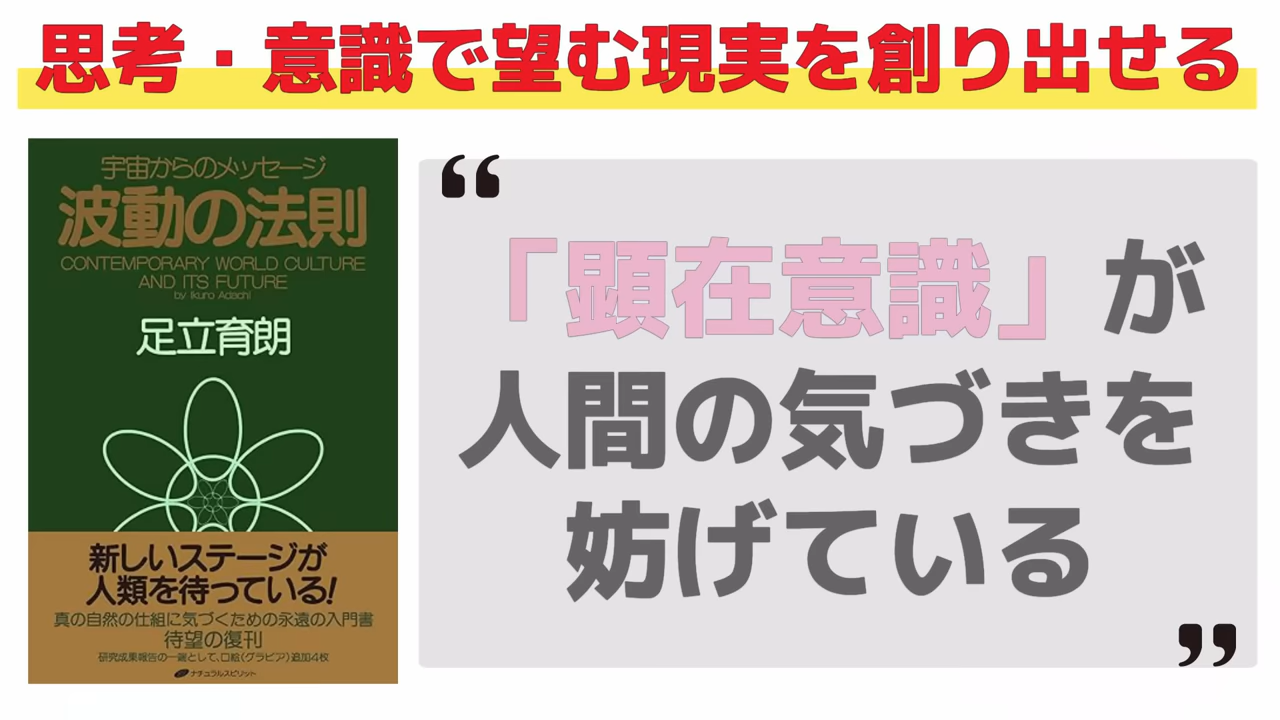 思考・意識で望む現実を創り出せる
宇宙からのメッセージ
波動の法則
CONTEMPORARY WORLD CULTURE
AND ITS FUTURE
by Ikuro Adachi
足立育朗
新しいステージが
人類を待っている!
真の自然の仕組に気づくための永遠の入門書
待望の復刊
研究成果報告の一端として、口絵(グラビア)追加4枚
ナチュラルスピリット
“
「顕在意識」が
人間の気づきを
妨げている
”